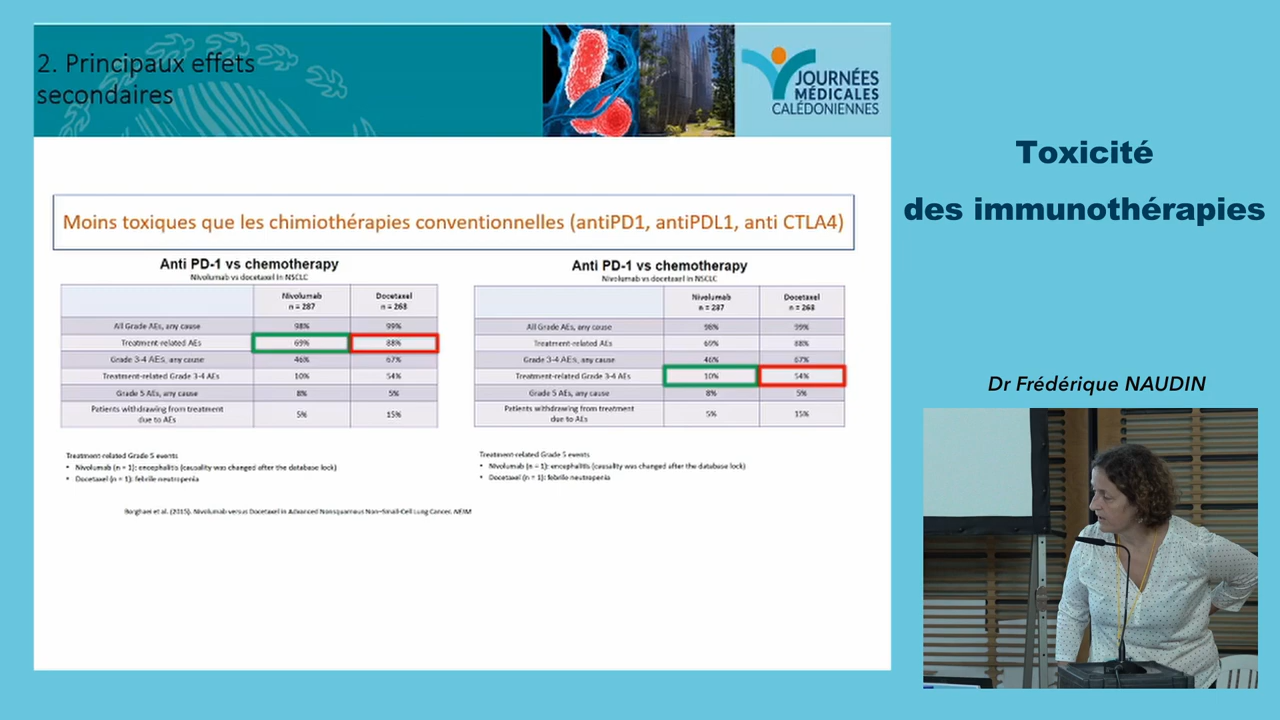 2. Principaux effets
secondaires
JOURNÉES
MÉDICALES
CALÉDONIENNES
Toxicité
des immunothérapies
Moins toxiques que les chimiothérapies conventionnelles (antiPD1, antiPDL1, anti CTLA4)
Anti PD-1 vs chemotherapy
Nivolumab vs docetaxel in NSCLC
Nivolumab n = 287 Docetaxel n = 268
All Grade AEs, any cause 98% 99%
Treatment-related AEs 69% 88%
Grade 3-4 AEs, any cause 46% 67%
Treatment-related Grade 3-4 AEs 10% 54%
Grade 5 AEs, any cause 8% 5%
Patients withdrawing from treatment due to AEs 5% 15%
Treatment-related Grade 5 events
• Nivolumab (n = 1): encephalitis (causality was changed after the database lock)
• Docetaxel (n = 1): febrile neutropenia
Borghaei et al. (2015). Nivolumab versus Docetaxel in Advanced Nonsquamous Non–Small-Cell Lung Cancer. NEJM
Anti PD-1 vs chemotherapy
Nivolumab vs docetaxel in NSCLC
Nivolumab n = 287 Docetaxel n = 268
All Grade AEs, any cause 98% 99%
Treatment-related AEs 69% 88%
Grade 3-4 AEs, any cause 46% 67%
Treatment-related Grade 3-4 AEs 10% 54%
Grade 5 AEs, any cause 8% 5%
Patients withdrawing from treatment due to AEs 5% 15%
Treatment-related Grade 5 events
• Nivolumab (n = 1): encephalitis (causality was changed after the database lock)
• Docetaxel (n = 1): febrile neutropenia
Dr Frédérique NAUDIN